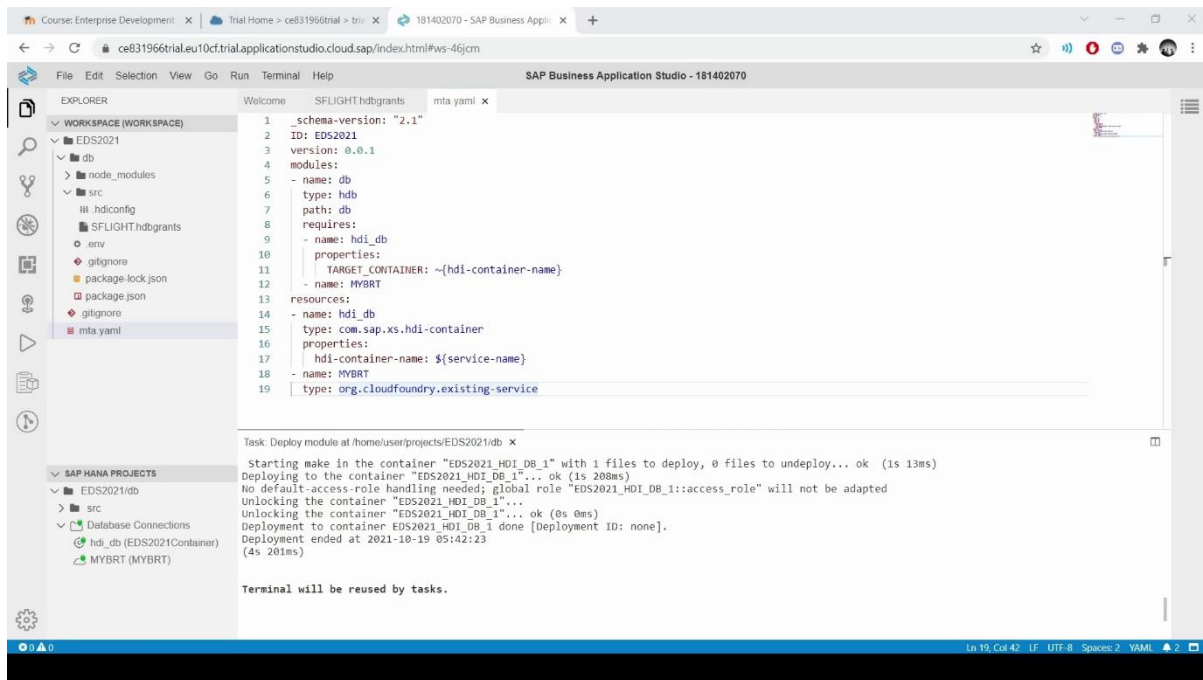 Course: Enterprise Development
Trial Home > ce831966trial > tria
181402070 - SAP Business Applic
ce831966trial.eu10cf.trial.applicationstudio.cloud.sap/index.html#ws-46jcm
File Edit Selection View Go Run Terminal Help
SAP Business Application Studio - 181402070
EXPLORER
WORKSPACE (WORKSPACE)
EDS2021
db
node_modules
src
.hdiconfig
SFLIGHT.hdbgrants
.env
.gitignore
package-lock.json
package.json
.gitignore
mta.yaml
SAP HANA PROJECTS
EDS2021/db
src
Database Connections
hdi_db (EDS2021Container)
MYBRT (MYBRT)
Welcome SFLIGHT.hdbgrants mta.yaml
1 _schema-version: "2.1"
2 ID: EDS2021
3 version: 0.0.1
4 modules:
5 - name: db
6 type: hdb
7 path: db
8 requires:
9 - name: hdi_db
10 properties:
11 TARGET_CONTAINER: ~{hdi-container-name}
12 - name: MYBRT
13 resources:
14 - name: hdi_db
15 type: com.sap.xs.hdi-container
16 properties:
17 hdi-container-name: ${service-name}
18 - name: MYBRT
19 type: org.cloudfoundry.existing-service
Task: Deploy module at /home/user/projects/EDS2021/db
Starting make in the container "EDS2021_HDI_DB_1" with 1 files to deploy, 0 files to undeploy... ok (1s 13ms)
Deploying to the container "EDS2021_HDI_DB_1"... ok (1s 208ms)
No default-access-role handling needed; global role "EDS2021_HDI_DB_1::access_role" will not be adapted
Unlocking the container "EDS2021_HDI_DB_1"...
Unlocking the container "EDS2021_HDI_DB_1"... ok (0s 0ms)
Deployment to container EDS2021_HDI_DB_1 done [Deployment ID: none].
Deployment ended at 2021-10-19 05:42:23
(4s 201ms)
Terminal will be reused by tasks.
0 0
Ln 19, Col 42 LF UTF-8 Spaces: 2 YAML 2